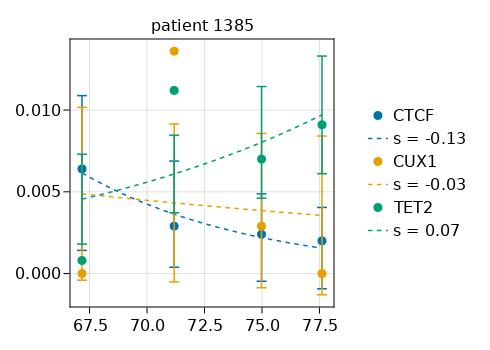 patient 1385
0.010
0.005
0.000
67.5 70.0 72.5 75.0 77.5
CTCF
s = -0.13
CUX1
s = -0.03
TET2
s = 0.07